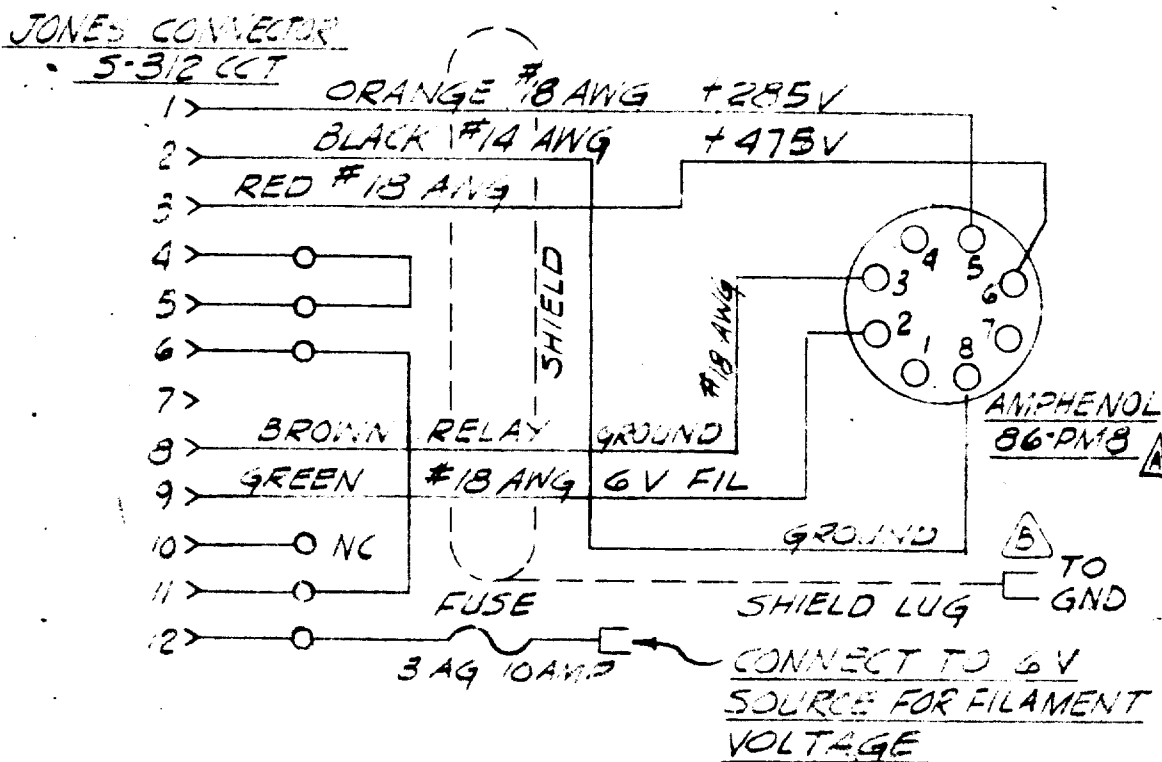 JONES CONNECTOR
S-312 CCT
1 ORANGE #18 AWG +285V
2 BLACK #14 AWG +475V
3 RED #18 AWG
4
5
6
7
8 BROWN RELAY GROUND
9 GREEN #18 AWG 6V FIL
10 NC
11
12
SHIELD
#18 AWG
4 5
3 6
2 7
1 8
AMPHENOL
86-PM8
A
GROUND
B
TO
GND
FUSE
SHIELD LUG
3 AG 10 AMP
CONNECT TO 6V
SOURCE FOR FILAMENT
VOLTAGE